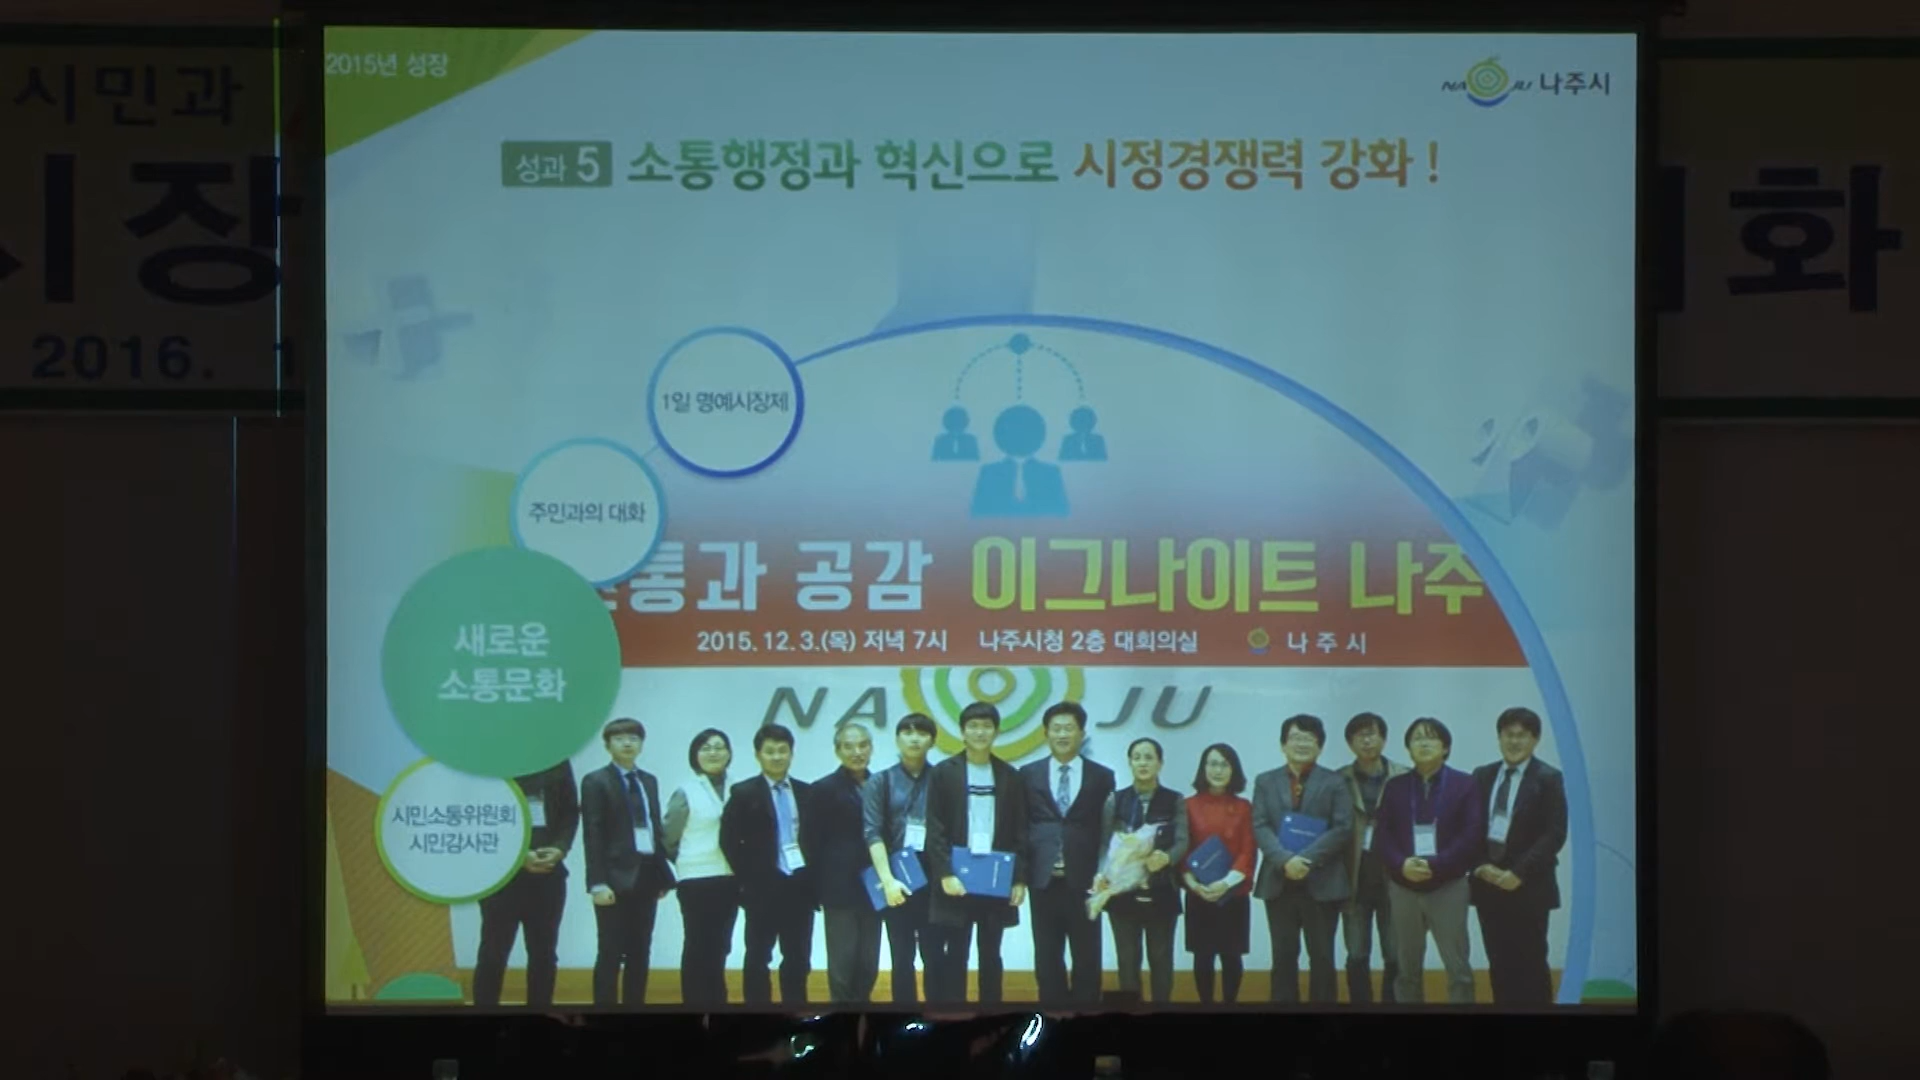 시민과
시장
화
2016. 1
2015년 성장
NA JU 나주시
성과 5 소통행정과 혁신으로 시정경쟁력 강화 !
1일 명예시장제
주민과의 대화
새로운
소통문화
시민소통위원회
시민감사관
통과 공감 이그나이트 나주
2015. 12. 3.(목) 저녁 7시 나주시청 2층 대회의실 나 주 시
NA JU